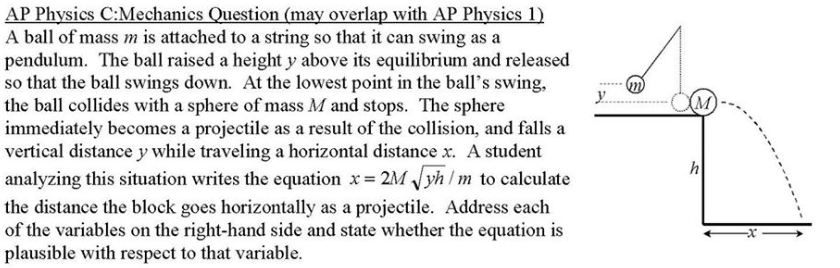 AP Physics C:Mechanics Question (may overlap with AP Physics 1)
A ball of mass m is attached to a string so that it can swing as a
pendulum. The ball raised a height y above its equilibrium and released
so that the ball swings down. At the lowest point in the ball's swing,
the ball collides with a sphere of mass M and stops. The sphere
immediately becomes a projectile as a result of the collision, and falls a
vertical distance y while traveling a horizontal distance x. A student
analyzing this situation writes the equation x = 2M √yh / m to calculate
the distance the block goes horizontally as a projectile. Address each
of the variables on the right-hand side and state whether the equation is
plausible with respect to that variable.
m
y
M
h
x